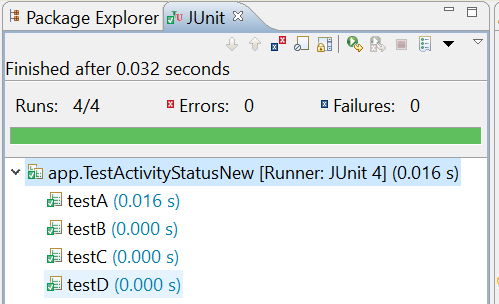 Package Explorer JUnit
Finished after 0.032 seconds
Runs: 4/4 Errors: 0 Failures: 0
app.TestActivityStatusNew [Runner: JUnit 4] (0.016 s)
testA (0.016 s)
testB (0.000 s)
testC (0.000 s)
testD (0.000 s)